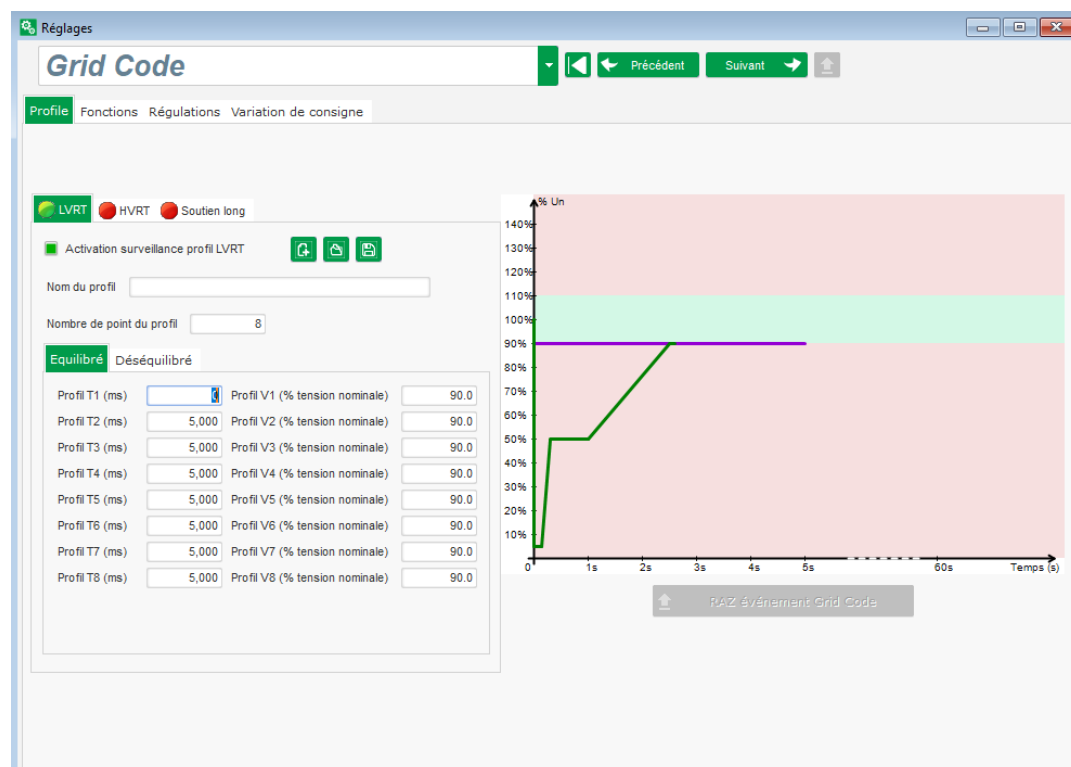 Réglages
Grid Code
Précédent Suivant
Profile Fonctions Régulations Variation de consigne
LVRT HVRT Soutien long
Activation surveillance profil LVRT
Nom du profil
Nombre de point du profil 8
Equilibré Déséquilibré
Profil T1 (ms) 0 Profil V1 (% tension nominale) 90.0
Profil T2 (ms) 5,000 Profil V2 (% tension nominale) 90.0
Profil T3 (ms) 5,000 Profil V3 (% tension nominale) 90.0
Profil T4 (ms) 5,000 Profil V4 (% tension nominale) 90.0
Profil T5 (ms) 5,000 Profil V5 (% tension nominale) 90.0
Profil T6 (ms) 5,000 Profil V6 (% tension nominale) 90.0
Profil T7 (ms) 5,000 Profil V7 (% tension nominale) 90.0
Profil T8 (ms) 5,000 Profil V8 (% tension nominale) 90.0
% Un
140%
130%
120%
110%
100%
90%
80%
70%
60%
50%
40%
30%
20%
10%
0 1s 2s 3s 4s 5s 60s Temps (s)
RAZ événement Grid Code